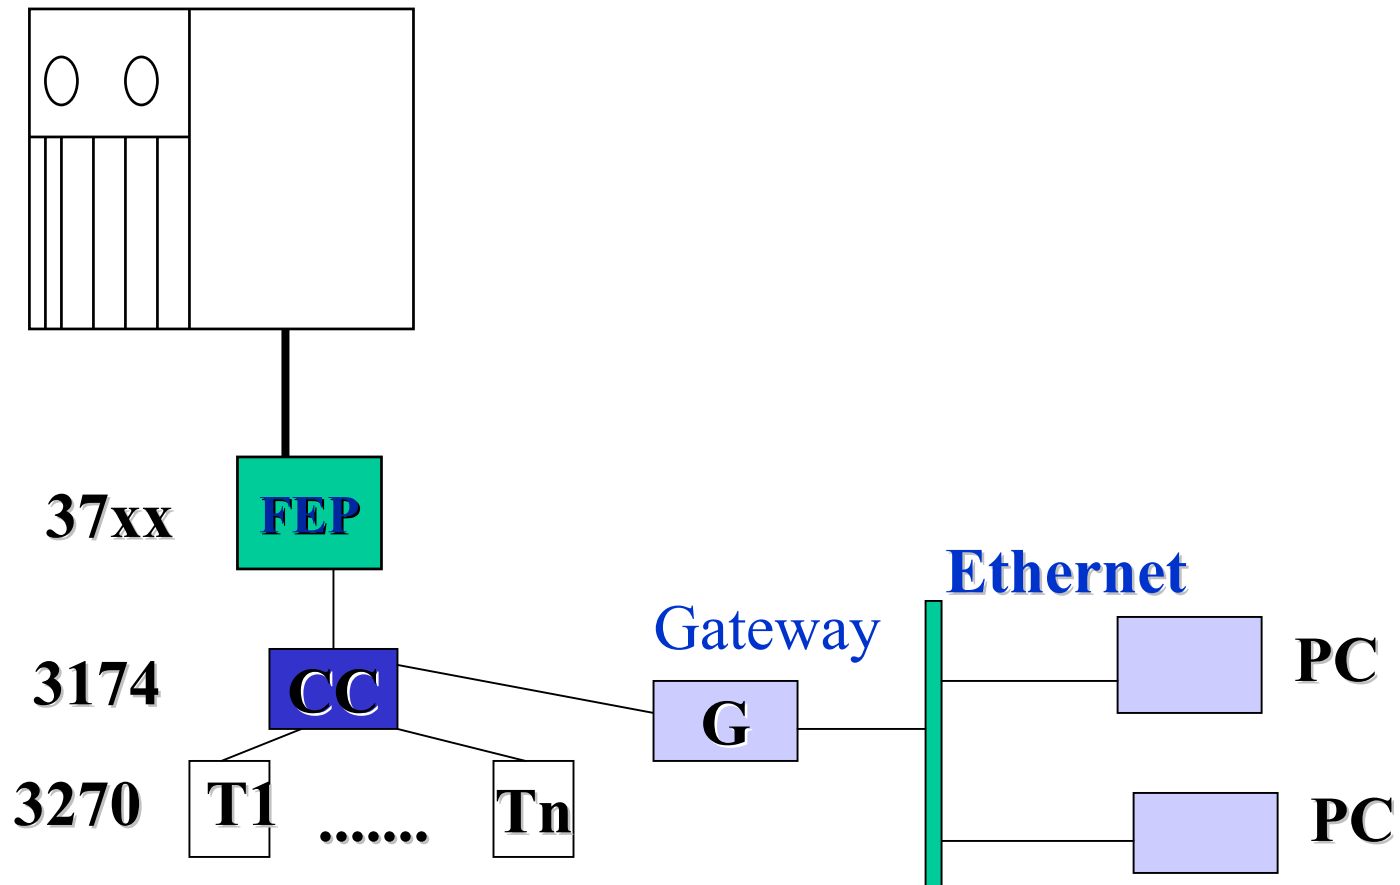 37xx
FEP
Ethernet
Gateway
PC
3174
CC
G
3270
T1
.......
Tn
PC